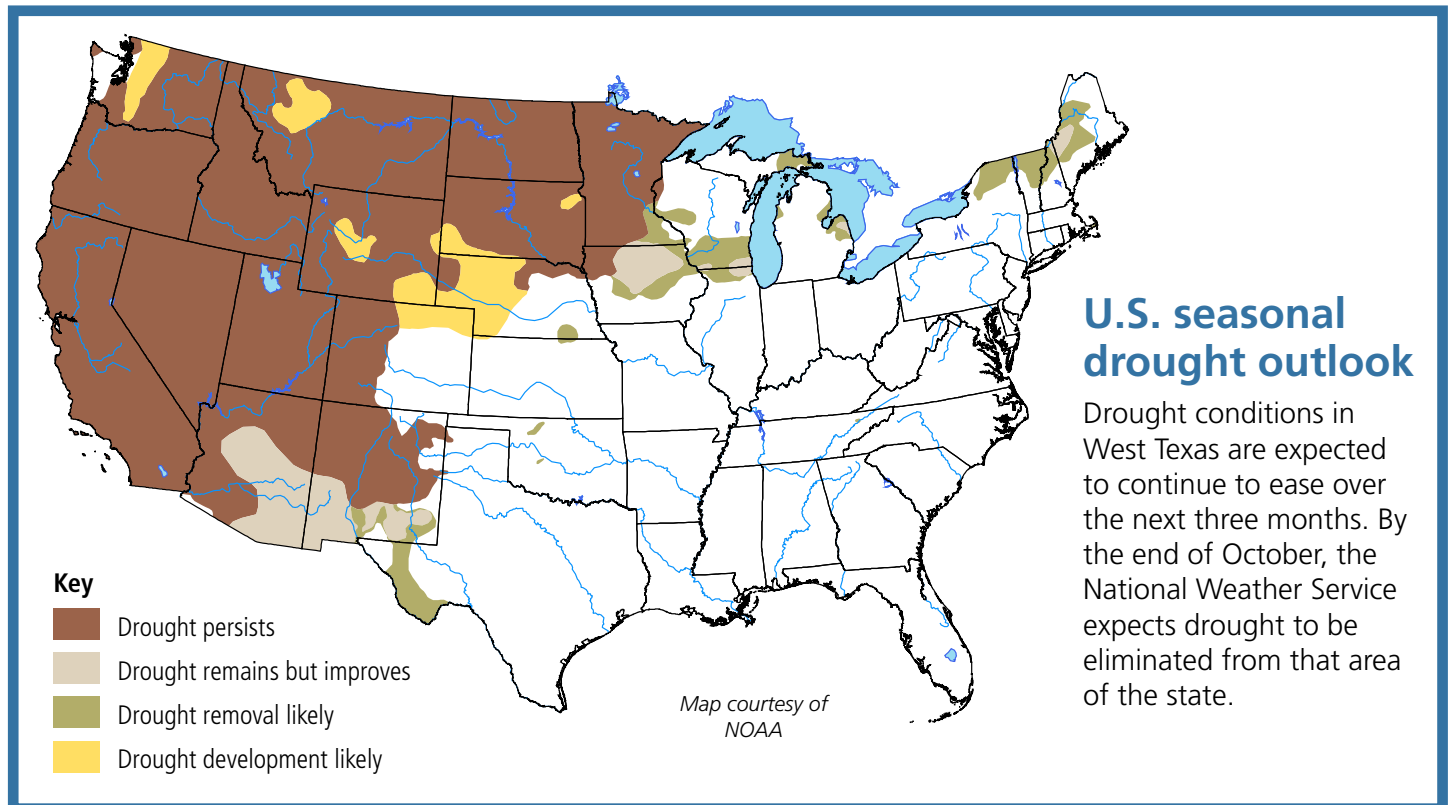 U.S. seasonal
drought outlook
Drought conditions in
West Texas are expected
to continue to ease over
the next three months. By
the end of October, the
National Weather Service
expects drought to be
eliminated from that area
of the state.
Key
Drought persists
Drought remains but improves
Drought removal likely
Drought development likely
Map courtesy of
NOAA